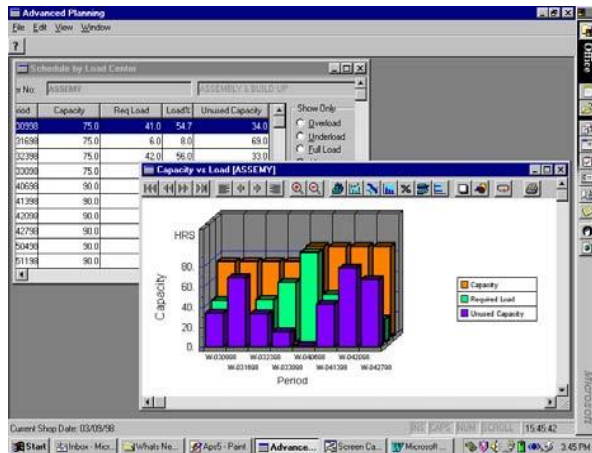 Advanced Planning
File Edit View Window
?
Schedule by Load Center
No: ASSEMY ASSEMBLY & BUILD UP
Capacity Req Load Load% Unused Capacity
30998 75.0 41.0 54.7 34.0
31698 75.0 6.0 8.0 69.0
32398 75.0 42.0 56.0 33.0
33098 75.0
40698 90.0
41398 90.0
42098 90.0
42798 90.0
50498 90.0
51198 90.0
Show Only
Overload
Underload
Full Load
Capacity vs Load [ASSEMY]
HRS
80.
60.
40.
20.
0.
Capacity
W-030998 W-032398 W-040698 W-042098
W-031698 W-033098 W-041398 W-042798
Period
Capacity
Required Load
Unused Capacity
Office
Microsoft
Current Shop Date: 03/09/98 INS CAPS NUM SCROLL 15:45:42
Start Inbox - Micr... Whats Ne... Aps5 - Paint Advance... Screen Ca... Microsoft ... 3:45 PM